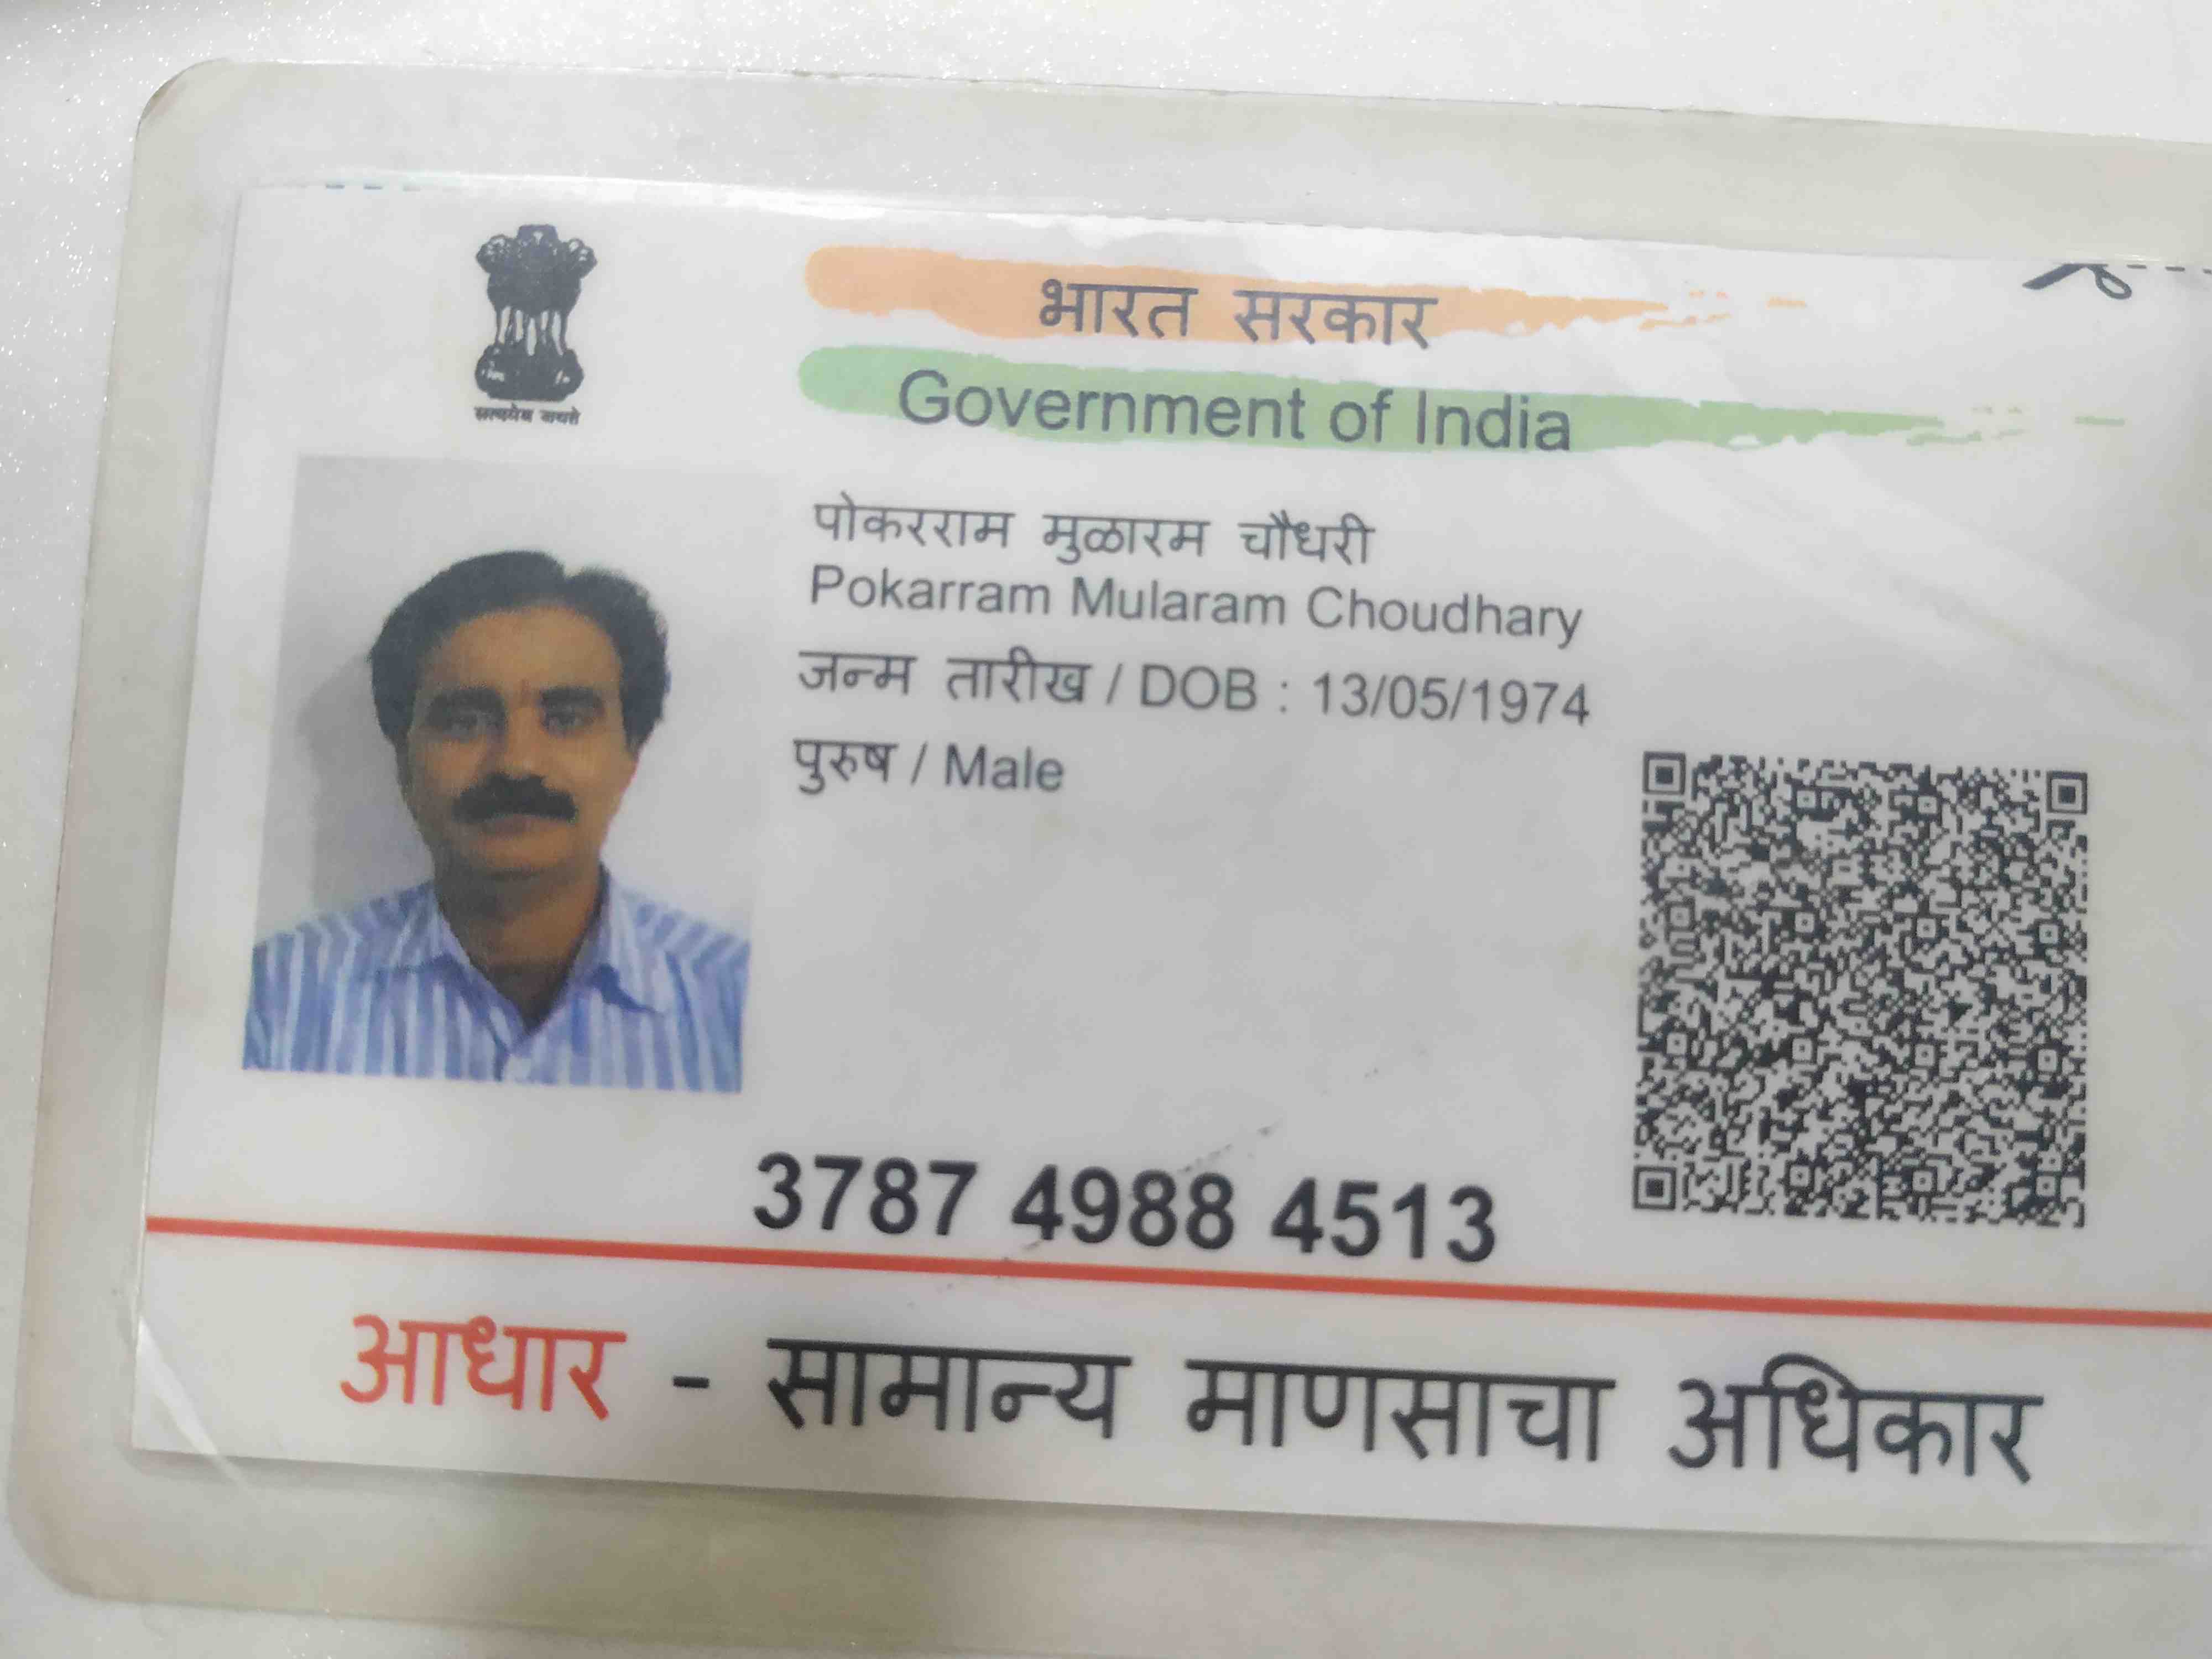 सत्यमेव जयते
भारत सरकार
Government of India
पोकरराम मुळारम चौधरी
Pokarram Mularam Choudhary
जन्म तारीख / DOB : 13/05/1974
पुरुष / Male
3787 4988 4513
आधार - सामान्य माणसाचा अधिकार